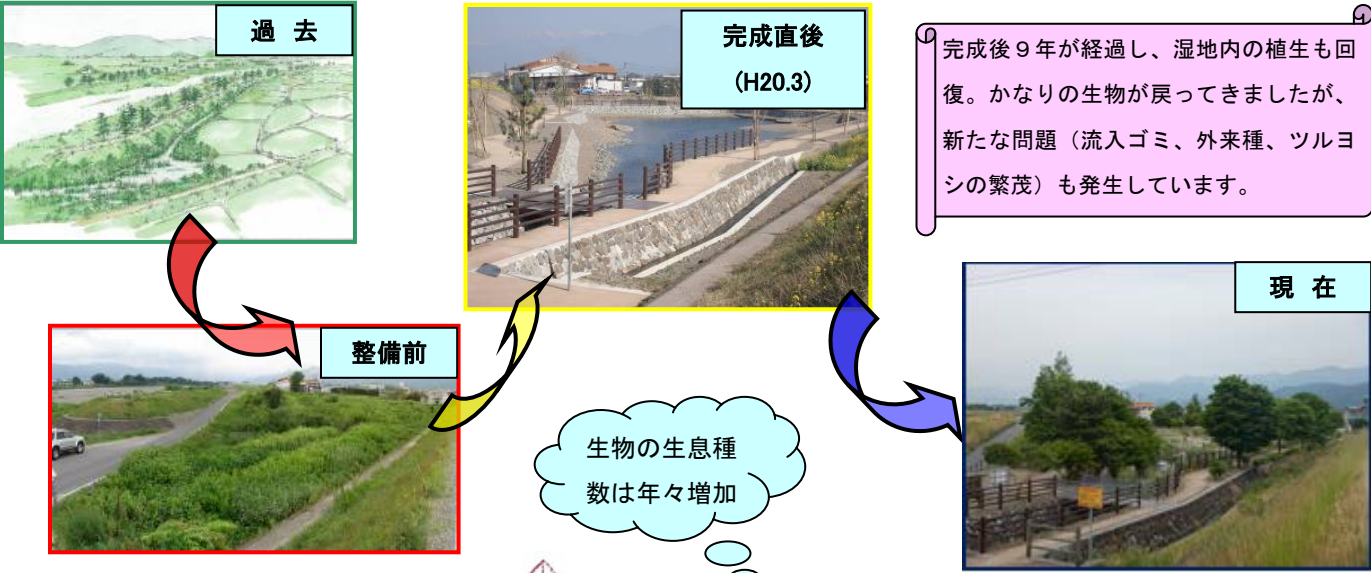 過 去
完成直後
(H20.3)
完成後９年が経過し、湿地内の植生も回
復。かなりの生物が戻ってきましたが、
新たな問題（流入ゴミ、外来種、ツルヨ
シの繁茂）も発生しています。
整備前
現 在
生物の生息種
数は年々増加